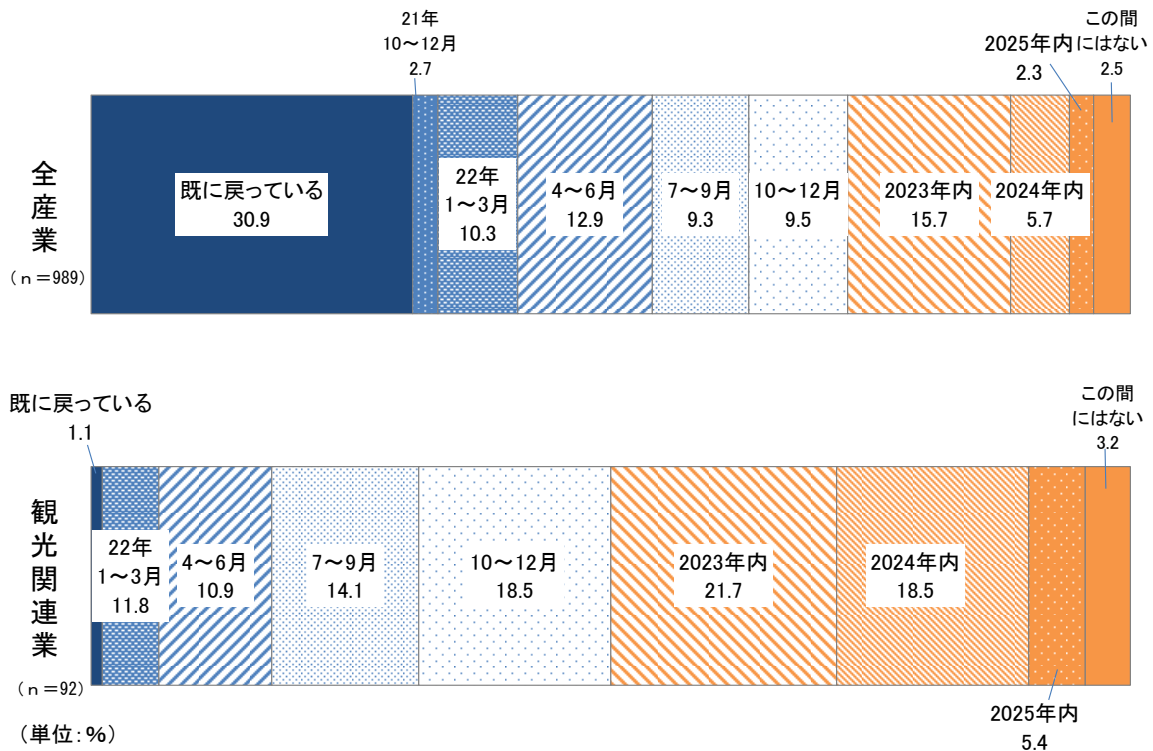 21年
10～12月
2.7
2025年内
2.3
この間
にはない
2.5
全産業
（ｎ＝989）
既に戻っている
30.9
22年
1～3月
10.3
4～6月
12.9
7～9月
9.3
10～12月
9.5
2023年内
15.7
2024年内
5.7
既に戻っている
1.1
この間
にはない
3.2
観光関連業
（ｎ＝92）
22年
1～3月
11.8
4～6月
10.9
7～9月
14.1
10～12月
18.5
2023年内
21.7
2024年内
18.5
2025年内
5.4
（単位：％）